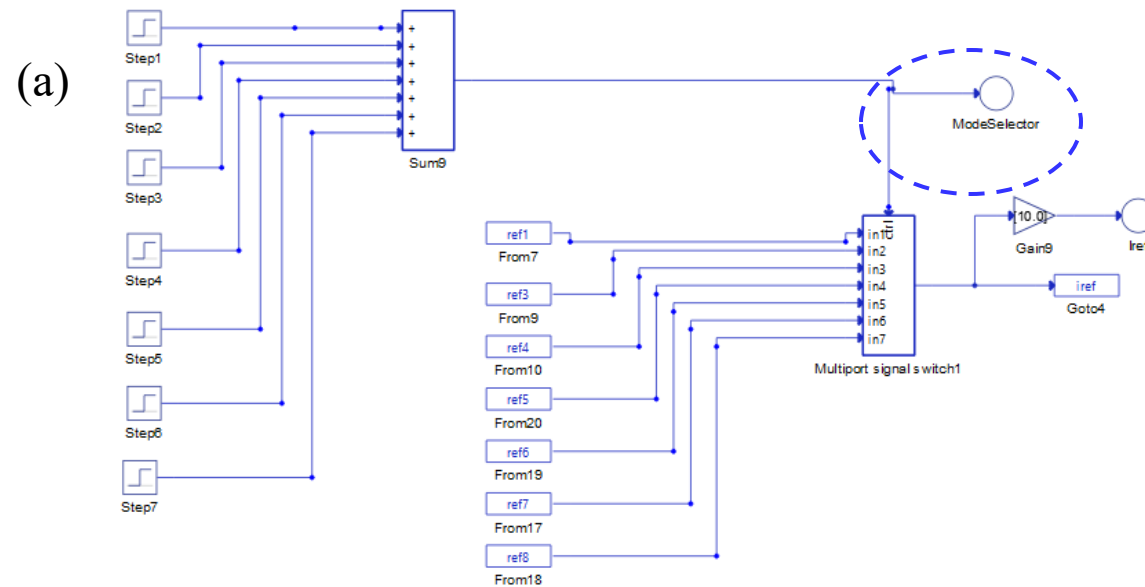 (a)
Step1
Step2
Step3
Step4
Step5
Step6
Step7
+
+
+
+
+
+
+
Sum9
ModeSelector
ref1
From7
ref3
From9
ref4
From10
ref5
From20
ref6
From19
ref7
From17
ref8
From18
in1
in2
in3
in4
in5
in6
in7
ctrl
Multiport signal switch1
[10.0]
Gain9
Iref
iref
Goto4